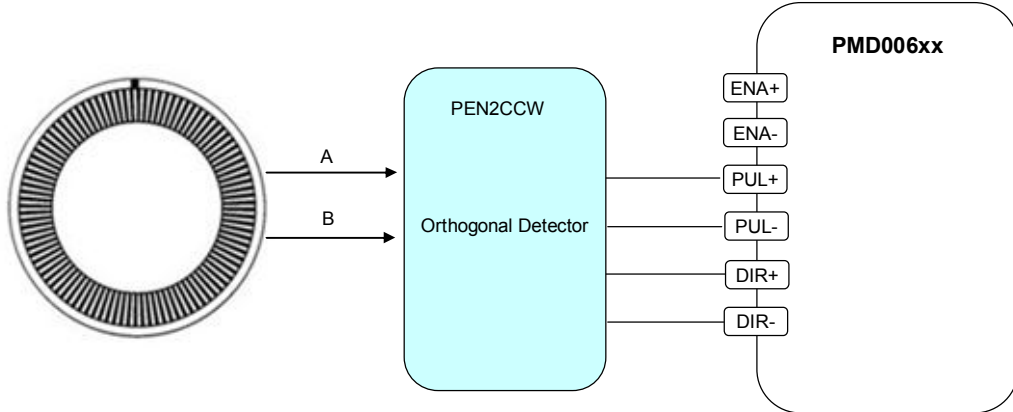 PMD006xx
ENA+
PEN2CCW
ENA-
A
PUL+
B
Orthogonal Detector
PUL-
DIR+
DIR-